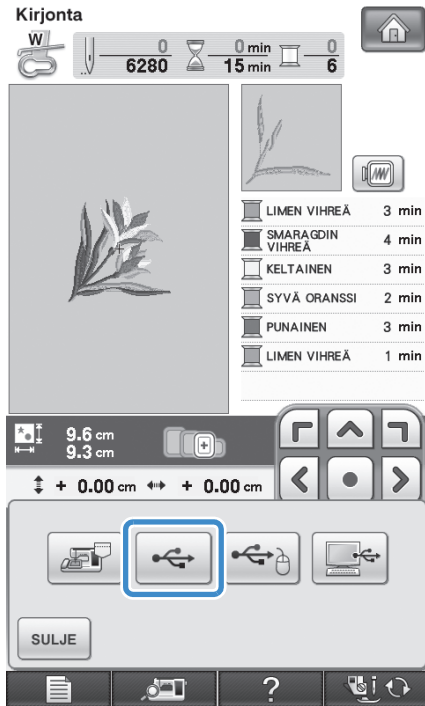 Kirjonta
W
0 0 min 0
6280 15 min 6
LIMEN VIHREÄ 3 min
SMARAGDIN
VIHREÄ 4 min
KELTAINEN 3 min
SYVÄ ORANSSI 2 min
PUNAINEN 3 min
LIMEN VIHREÄ 1 min
9.6 cm
9.3 cm
+ 0.00 cm + 0.00 cm
SULJE
?